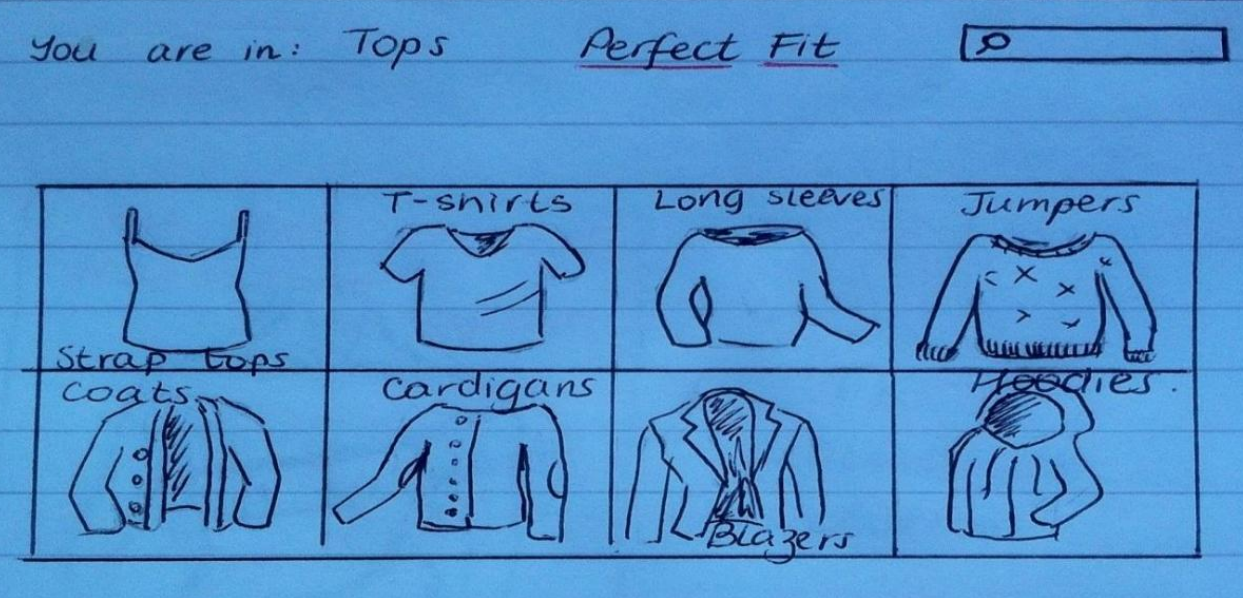 You are in: Tops
Perfect Fit
Strap tops
T-shirts
Long sleeves
Jumpers
Coats
Cardigans
Blazers
Hoodies.